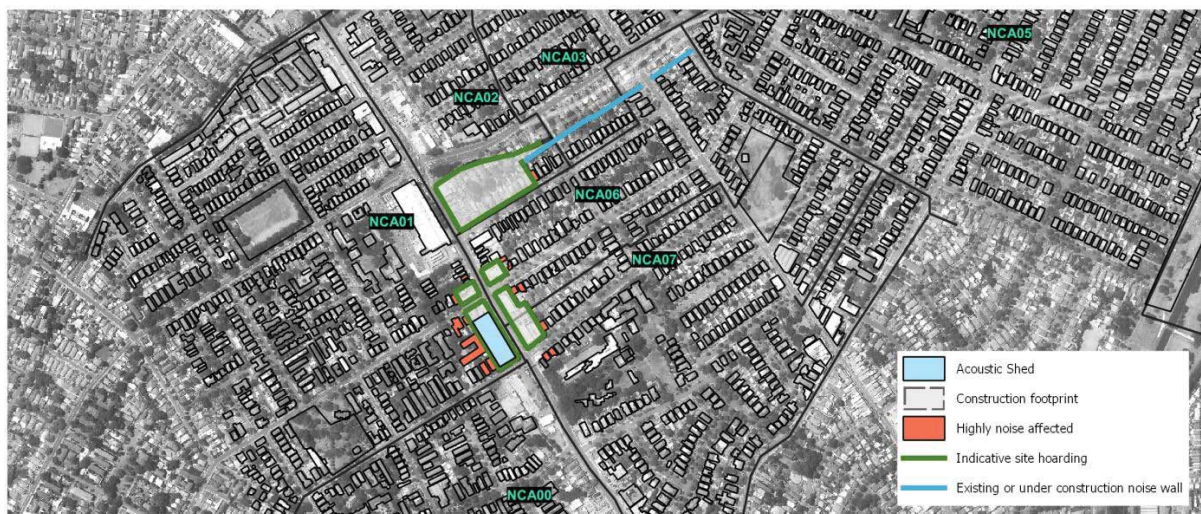 NCA05
NCA03
NCA02
NCA06
NCA01
NCA07
NCA00
Acoustic Shed
Construction footprint
Highly noise affected
Indicative site hoarding
Existing or under construction noise wall